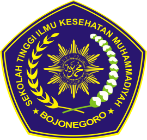 SEKOLAH TINGGI ILMU KESEHATAN MUHAMMADIYAH
BOJONEGORO